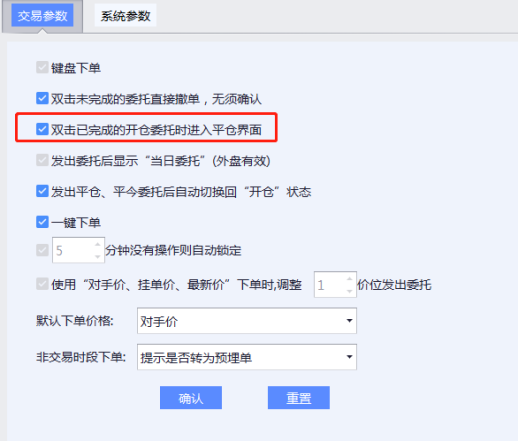 交易参数 系统参数
键盘下单
双击未完成的委托直接撤单，无须确认
双击已完成的开仓委托时进入平仓界面
发出委托后显示“当日委托”(外盘有效)
发出平仓、平今委托后自动切换回“开仓”状态
一键下单
5 分钟没有操作则自动锁定
使用“对手价、挂单价、最新价”下单时,调整 1 价位发出委托
默认下单价格: 对手价
非交易时段下单: 提示是否转为预埋单
确认 重置